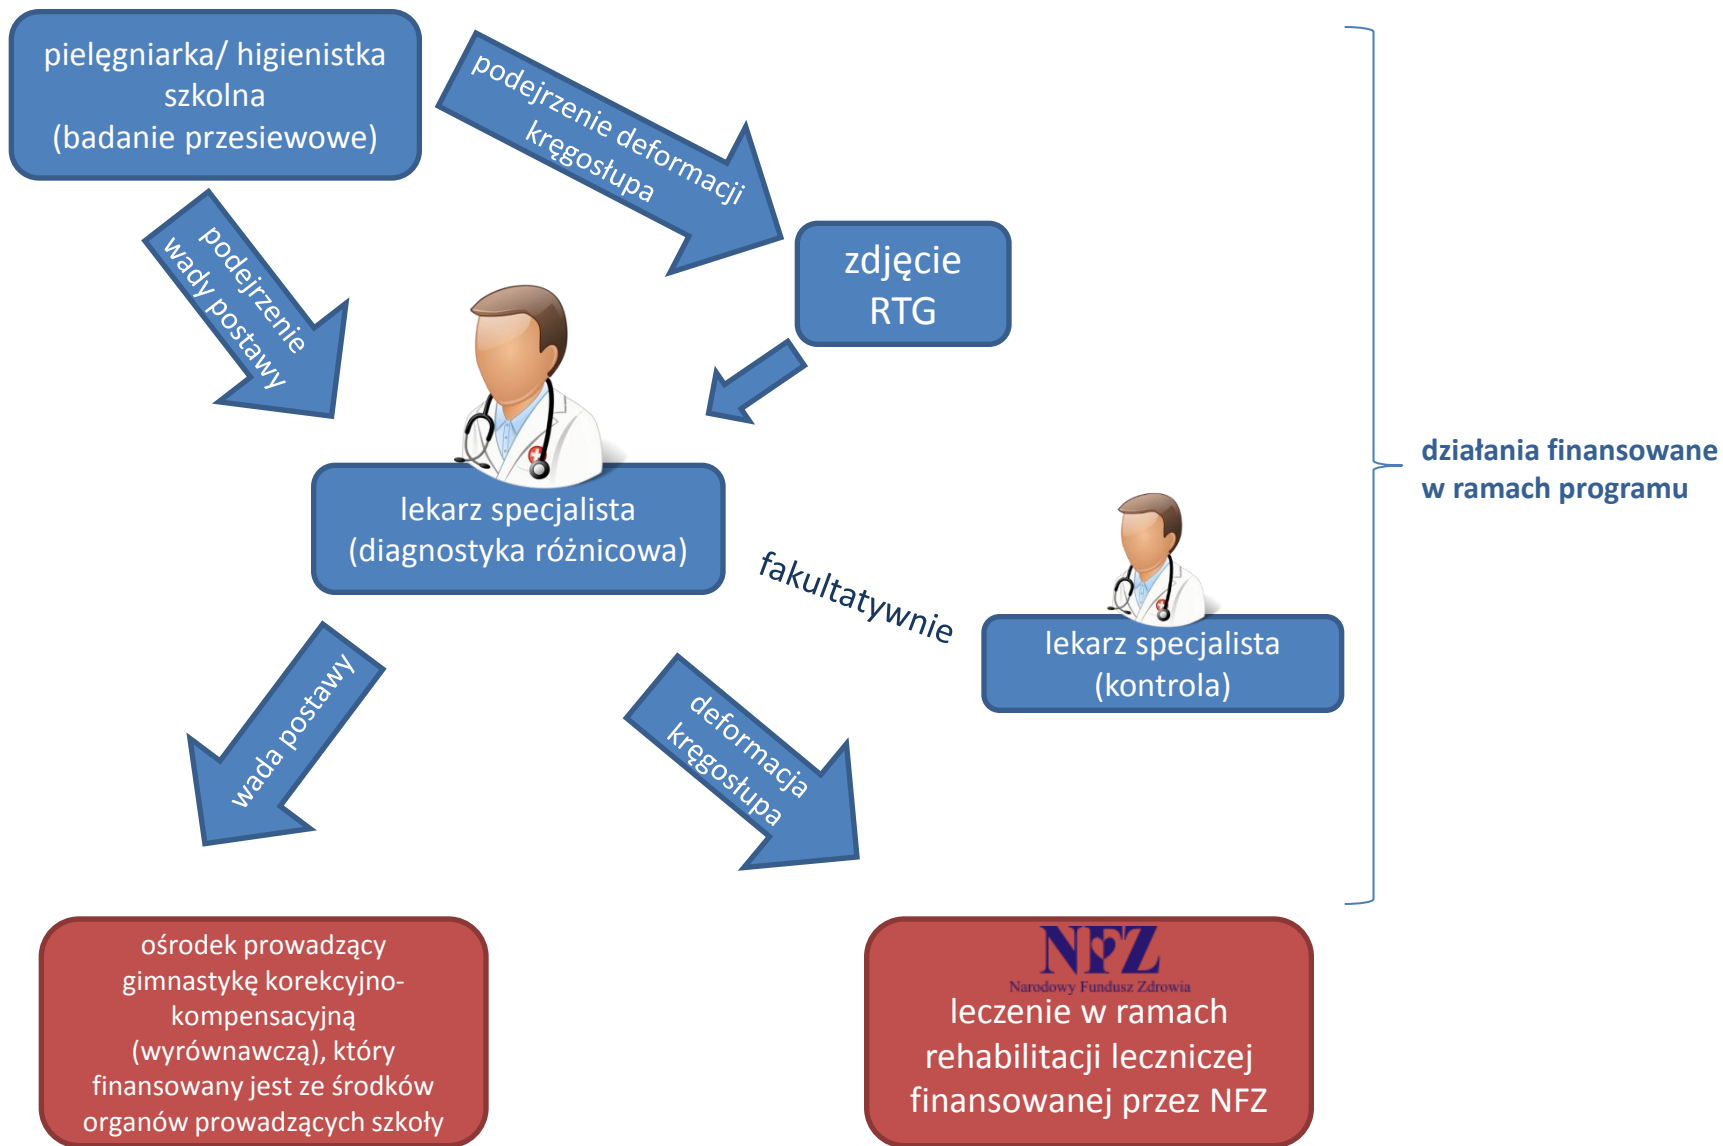 pielęgniarka/ higienistka
szkolna
(badanie przesiewowe)
podejrzenie deformacji
kręgosłupa
podejrzenie
wady postawy
zdjęcie
RTG
lekarz specjalista
(diagnostyka różnicowa)
fakultatywnie
lekarz specjalista
(kontrola)
działania finansowane
w ramach programu
wada postawy
deformacja
kręgosłupa
ośrodek prowadzący
gimnastykę korekcyjno-
kompensacyjną
(wyrównawczą), który
finansowany jest ze środków
organów prowadzących szkoły
NFZ
Narodowy Fundusz Zdrowia
leczenie w ramach
rehabilitacji leczniczej
finansowanej przez NFZ